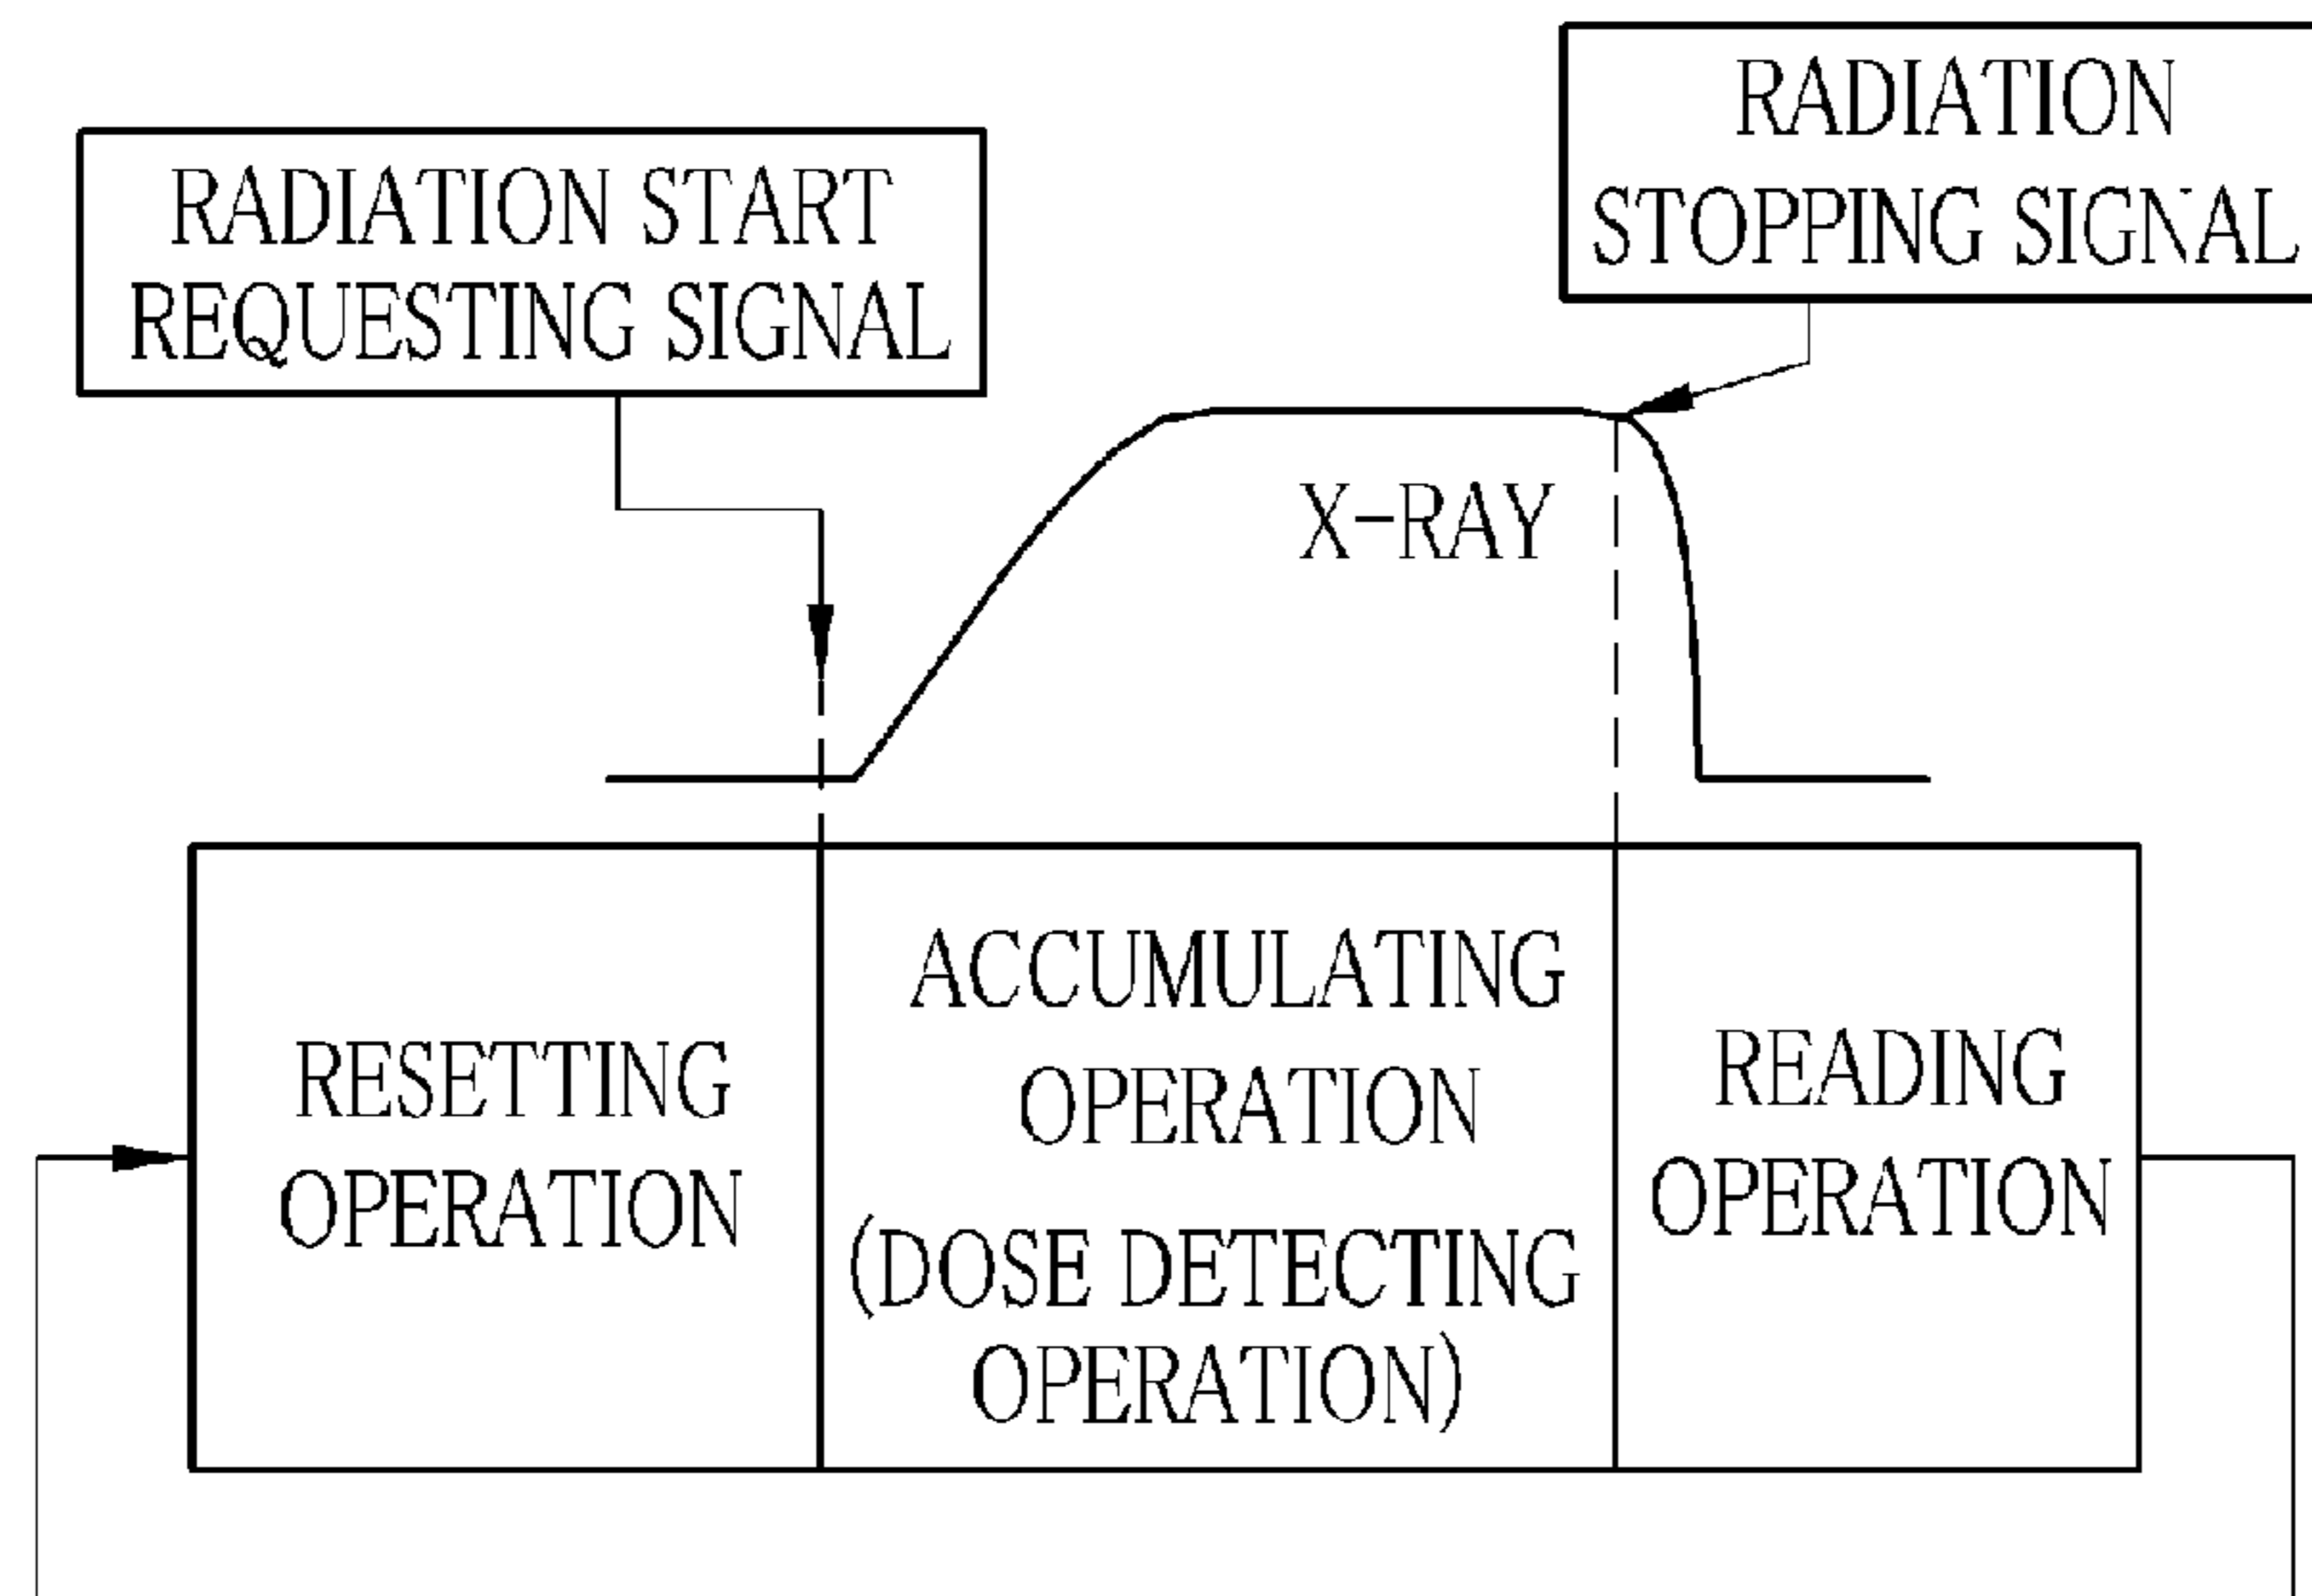 RADIATION START
REQUESTING SIGNAL
RADIATION
STOPPING SIGNAL
X-RAY
RESETTING
OPERATION
ACCUMULATING
OPERATION
(DOSE DETECTING
OPERATION)
READING
OPERATION